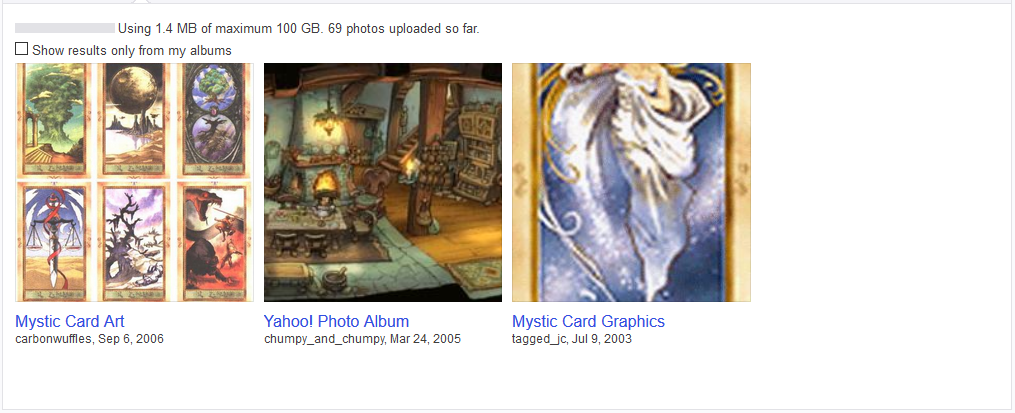 Using 1.4 MB of maximum 100 GB. 69 photos uploaded so far.
Show results only from my albums
Mystic Card Art
carbonwuffles, Sep 6, 2006
Yahoo! Photo Album
chumpy_and_chumpy, Mar 24, 2005
Mystic Card Graphics
tagged_jc, Jul 9, 2003